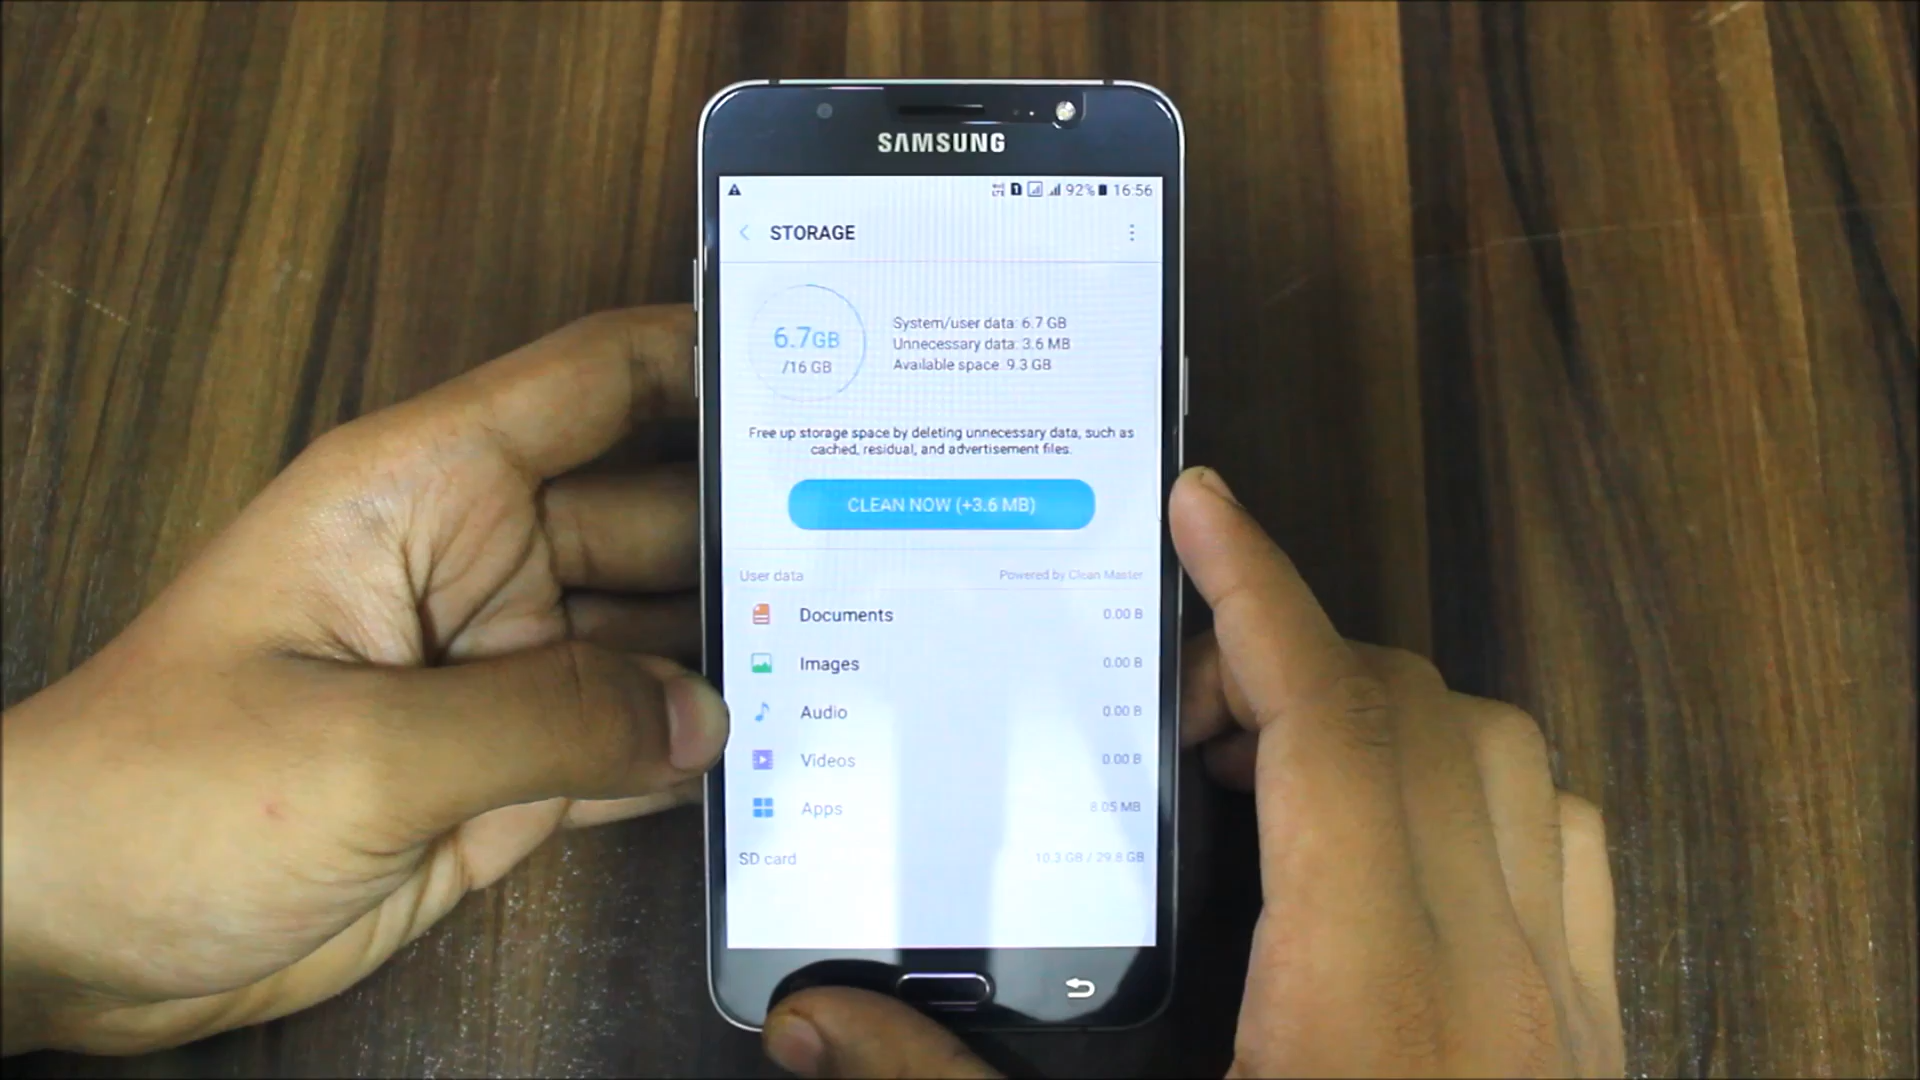 SAMSUNG
92% 16:56
STORAGE
6.7GB
/16 GB
System/user data: 6.7 GB
Unnecessary data: 3.6 MB
Available space: 9.3 GB
Free up storage space by deleting unnecessary data, such as
cached, residual, and advertisement files.
CLEAN NOW (+3.6 MB)
User data Powered by Clean Master
Documents 0.00 B
Images 0.00 B
Audio 0.00 B
Videos 0.00 B
Apps 8.05 MB
SD card 10.3 GB / 29.8 GB